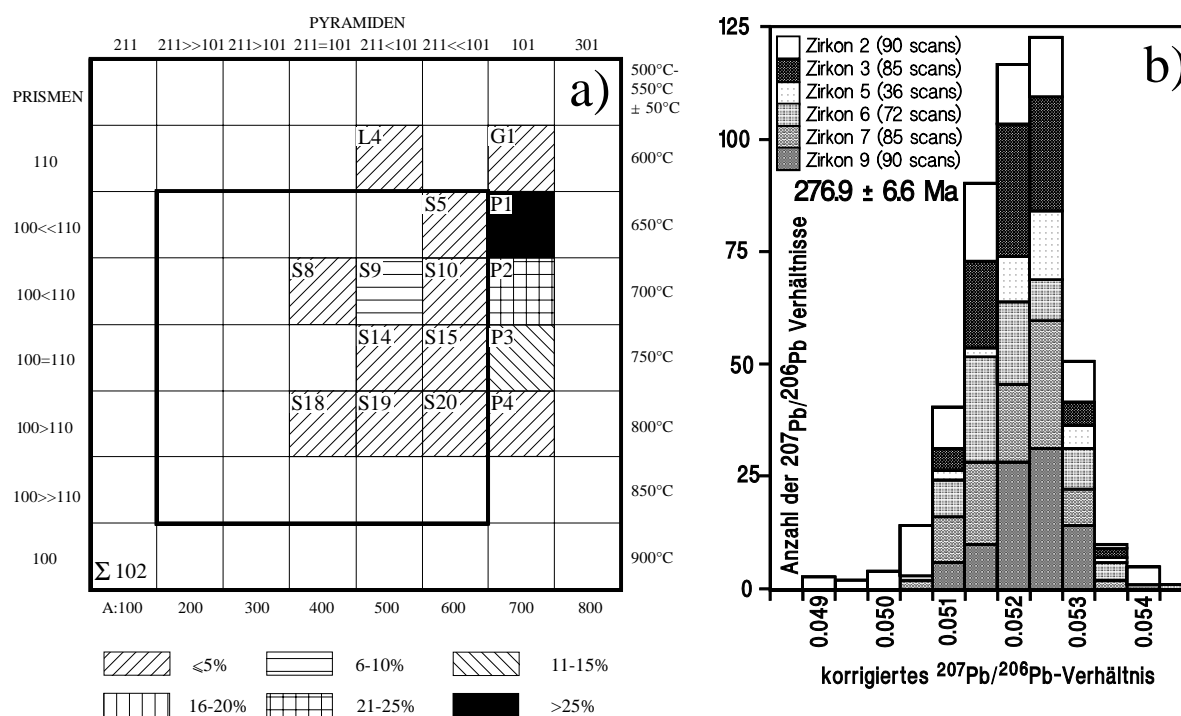 PYRAMIDEN
211 211>>101 211>101 211=101 211<101 211<<101 101 301
PRISMEN
a)
500°C-
550°C
± 50°C
L4 G1
110 600°C
S5 P1
100<<110 650°C
S8 S9 S10 P2
100<110 700°C
S14 S15 P3
100=110 750°C
S18 S19 S20 P4
100>110 800°C
100>>110 850°C
100 900°C
Σ 102
A:100 200 300 400 500 600 700 800
⩽5% 6-10% 11-15%
16-20% 21-25% >25%
b)
125
100
75
50
25
0
Zirkon 2 (90 scans)
Zirkon 3 (85 scans)
Zirkon 5 (36 scans)
Zirkon 6 (72 scans)
Zirkon 7 (85 scans)
Zirkon 9 (90 scans)
276.9 ± 6.6 Ma
Anzahl der ²⁰⁷Pb/²⁰⁶Pb Verhältnisse
0.049 0.050 0.051 0.052 0.053 0.054
korrigiertes ²⁰⁷Pb/²⁰⁶Pb-Verhältnis